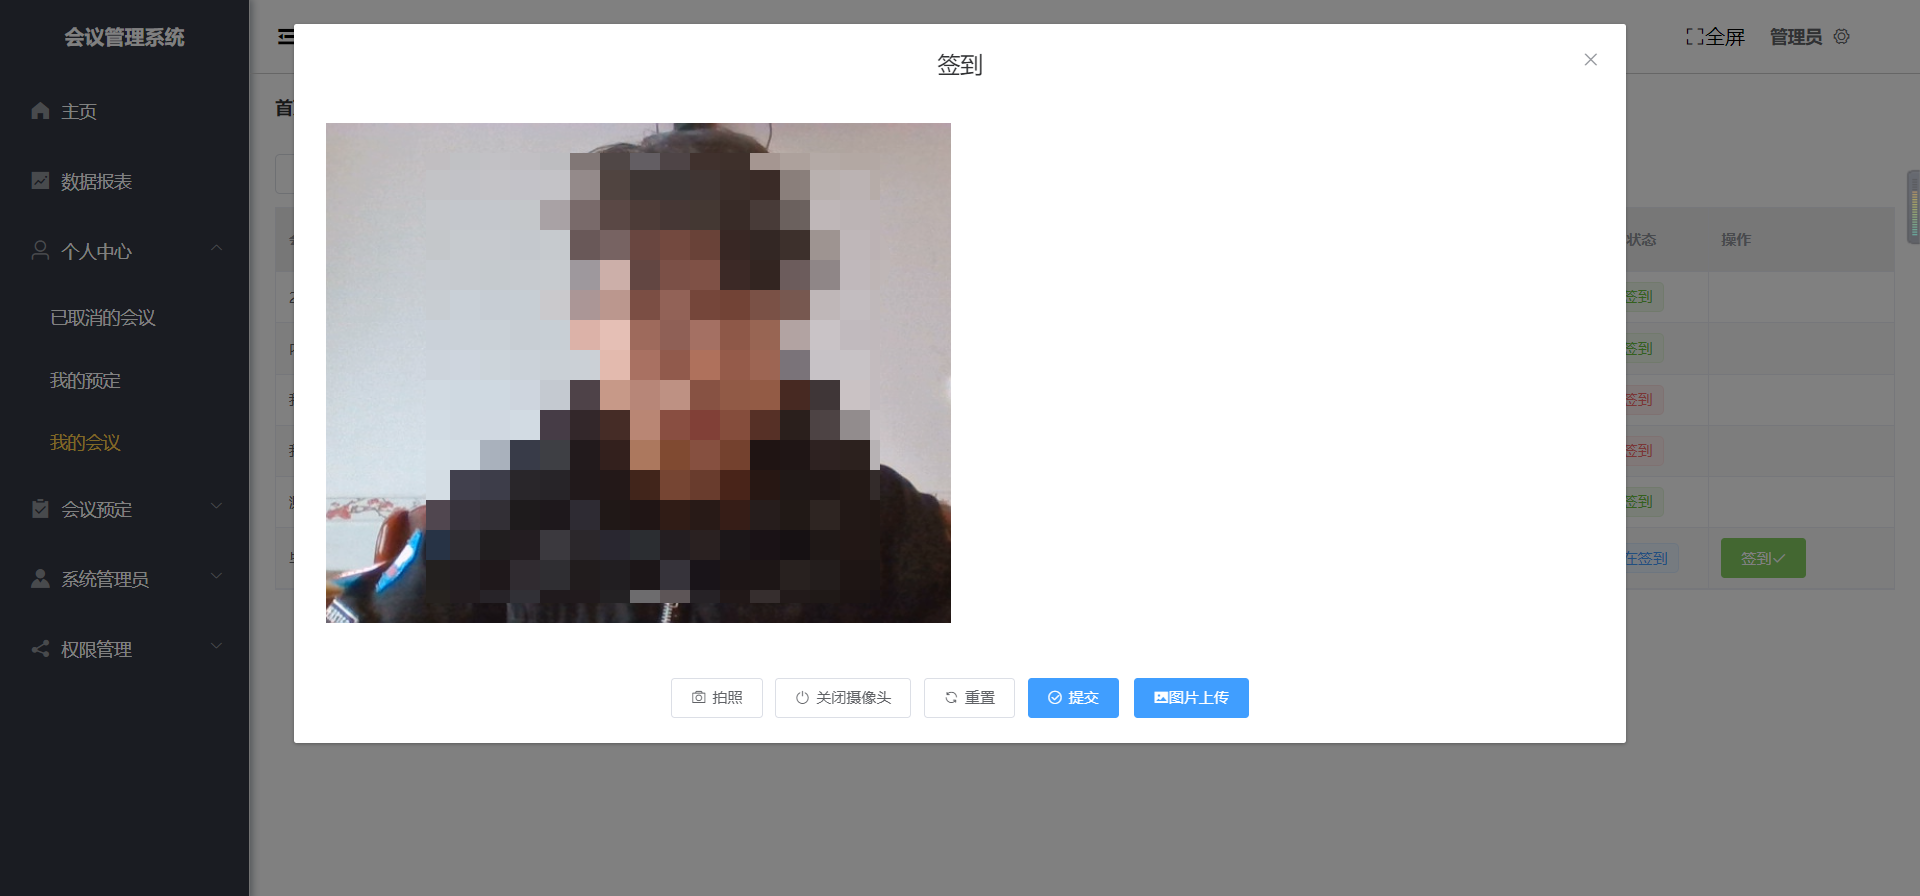 会议管理系统
主页
数据报表
个人中心
已取消的会议
我的预定
我的会议
会议预定
系统管理员
权限管理
全屏
管理员
首
签到
状态
操作
签到
签到
签到
签到
签到
在签到
签到
拍照
关闭摄像头
重置
提交
图片上传